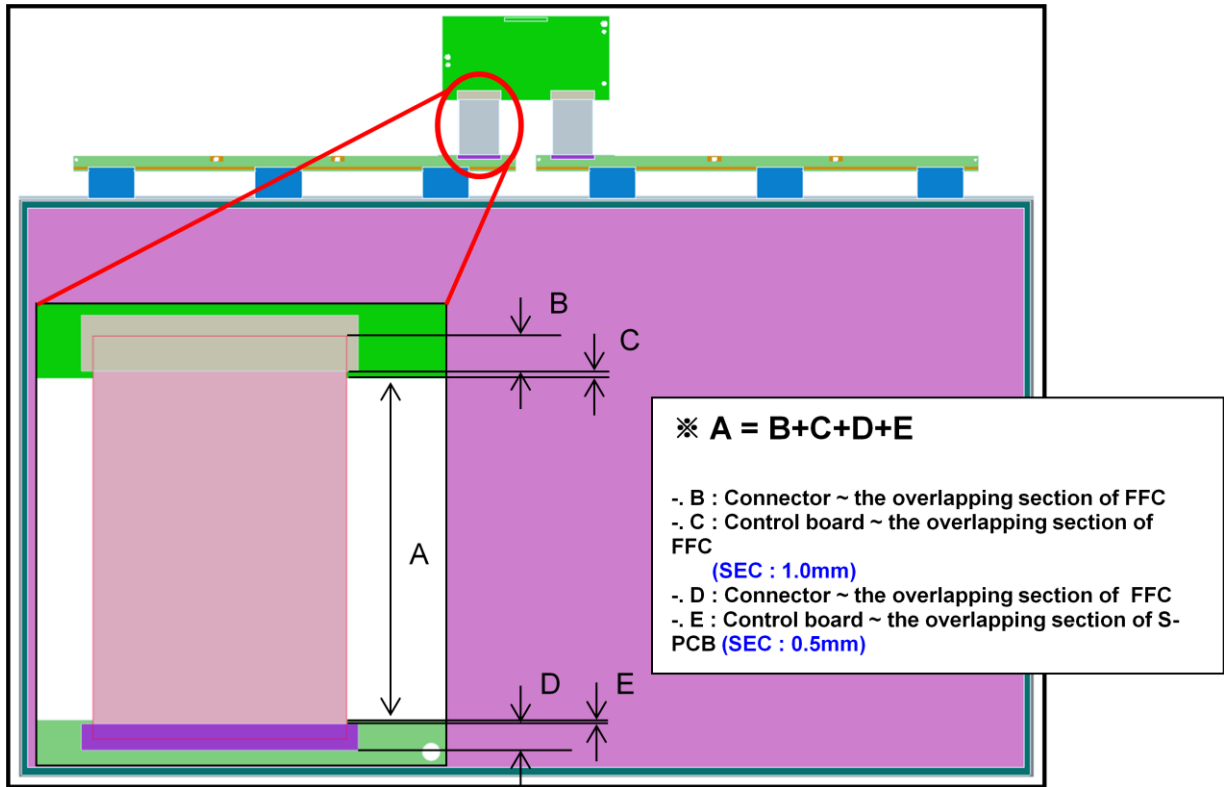 B
C
※ A = B+C+D+E
-. B : Connector ~ the overlapping section of FFC
-. C : Control board ~ the overlapping section of
FFC
(SEC : 1.0mm)
-. D : Connector ~ the overlapping section of  FFC
-. E : Control board ~ the overlapping section of S-
PCB (SEC : 0.5mm)
A
D
E